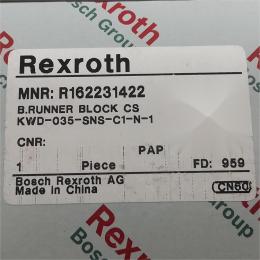 Rexroth
MNR: R162231422
B.RUNNER BLOCK CS
KWD-035-SNS-C1-N-1
CNR:
PAP
1 Piece FD: 959
Bosch Rexroth AG
Made in China CN60